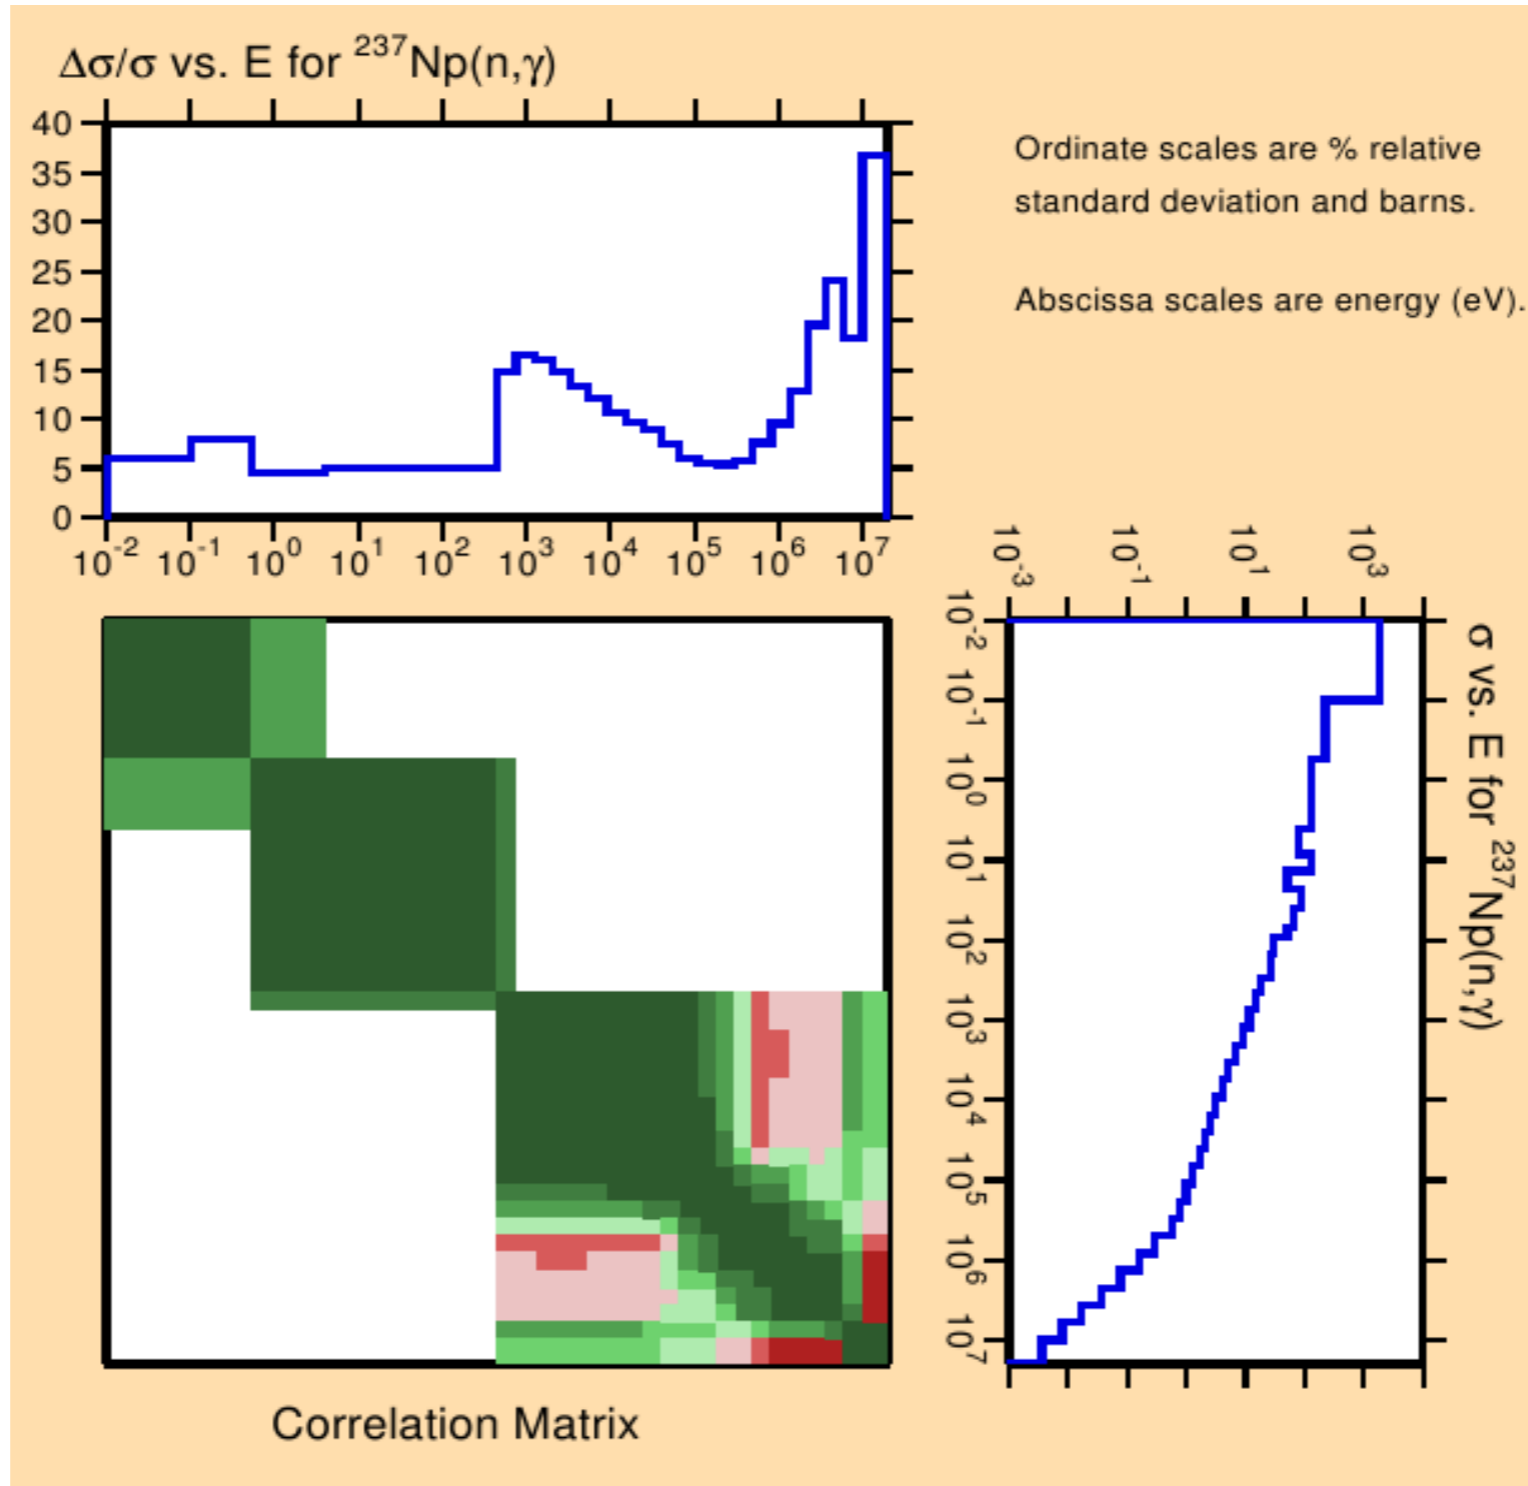 Δσ/σ vs. E for ²³⁷Np(n,γ)
40
35
30
25
20
15
10
5
0
10⁻² 10⁻¹ 10⁰ 10¹ 10² 10³ 10⁴ 10⁵ 10⁶ 10⁷
Ordinate scales are % relative
standard deviation and barns.
Abscissa scales are energy (eV).
10⁻³ 10⁻¹ 10¹ 10³
10⁻²
10⁻¹
10⁰
10¹
10²
10³
10⁴
10⁵
10⁶
10⁷
σ vs. E for ²³⁷Np(n,γ)
Correlation Matrix